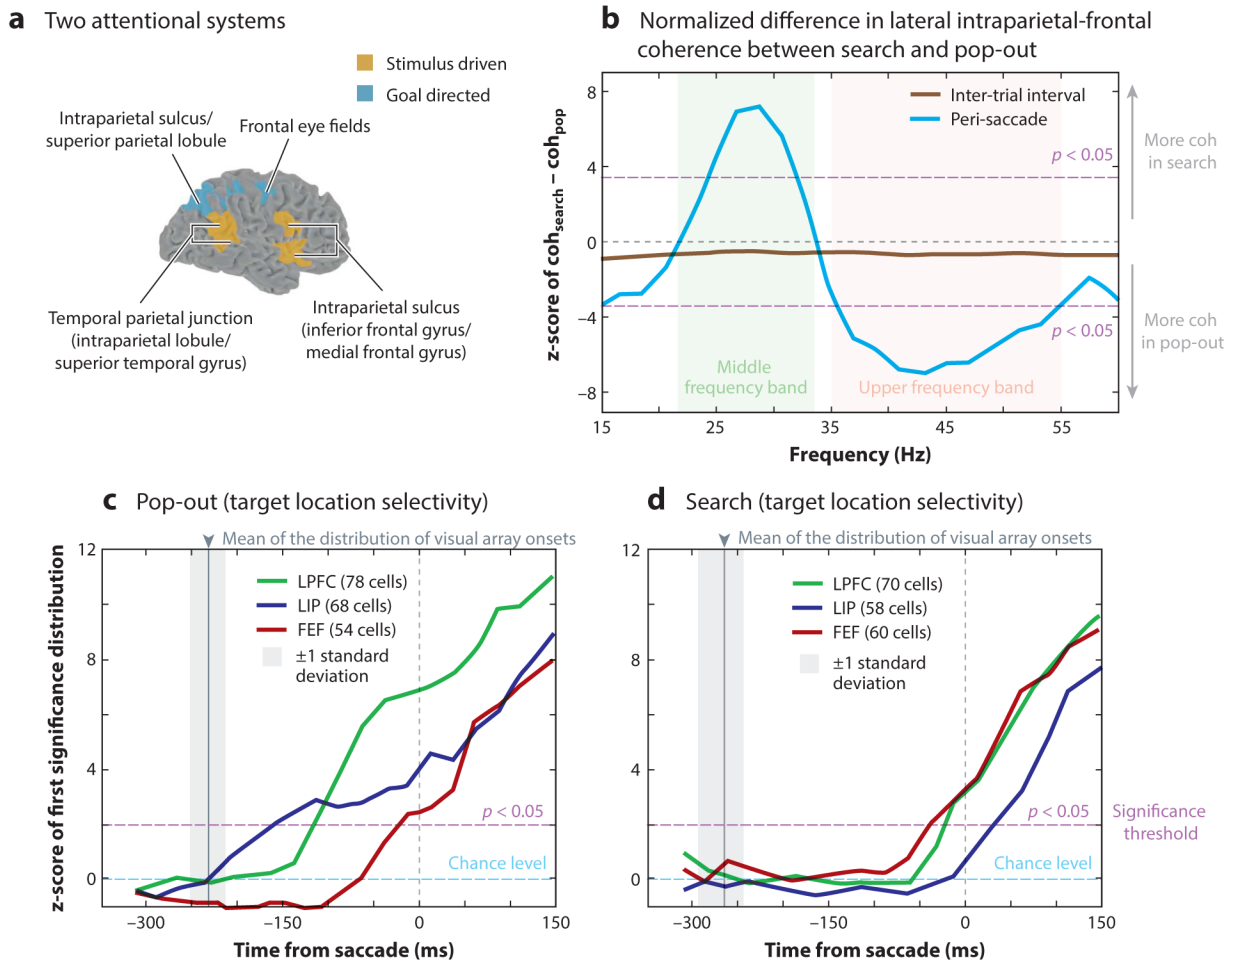 a Two attentional systems
Stimulus driven
Goal directed
Intraparietal sulcus/
superior parietal lobule
Frontal eye fields
Temporal parietal junction
(intraparietal lobule/
superior temporal gyrus)
Intraparietal sulcus
(inferior frontal gyrus/
medial frontal gyrus)
b Normalized difference in lateral intraparietal-frontal
coherence between search and pop-out
z-score of coh_search – coh_pop
8
4
0
–4
–8
Inter-trial interval
Peri-saccade
p < 0.05
p < 0.05
Middle
frequency band
Upper frequency band
More coh
in search
More coh
in pop-out
15 25 35 45 55
Frequency (Hz)
c Pop-out (target location selectivity)
Mean of the distribution of visual array onsets
z-score of first significance distribution
12
8
4
0
LPFC (78 cells)
LIP (68 cells)
FEF (54 cells)
±1 standard
deviation
p < 0.05
Chance level
–300 –150 0 150
Time from saccade (ms)
d Search (target location selectivity)
Mean of the distribution of visual array onsets
12
8
4
0
LPFC (70 cells)
LIP (58 cells)
FEF (60 cells)
±1 standard
deviation
p < 0.05
Significance
threshold
Chance level
–300 –150 0 150
Time from saccade (ms)